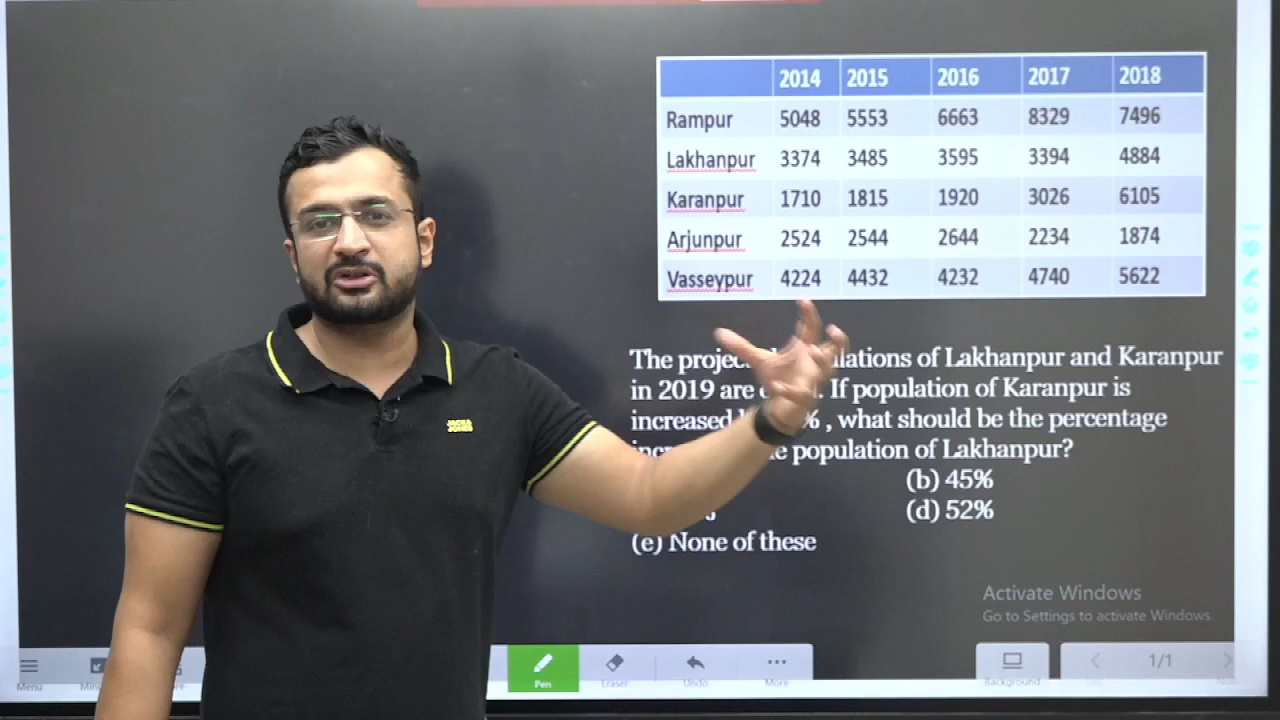 2014 2015 2016 2017 2018
Rampur 5048 5553 6663 8329 7496
Lakhanpur 3374 3485 3595 3394 4884
Karanpur 1710 1815 1920 3026 6105
Arjunpur 2524 2544 2644 2234 1874
Vasseypur 4224 4432 4232 4740 5622
The of Lakhanpur and Karanpur
in 2019 are If population of Karanpur is
increased % , what should be the percentage
population of Lakhanpur?
(b) 45%
(d) 52%
(e) None of these
JACK & JONES
Activate Windows
Go to Settings to activate Windows.
Menu Pen Eraser Undo More Background 1/1